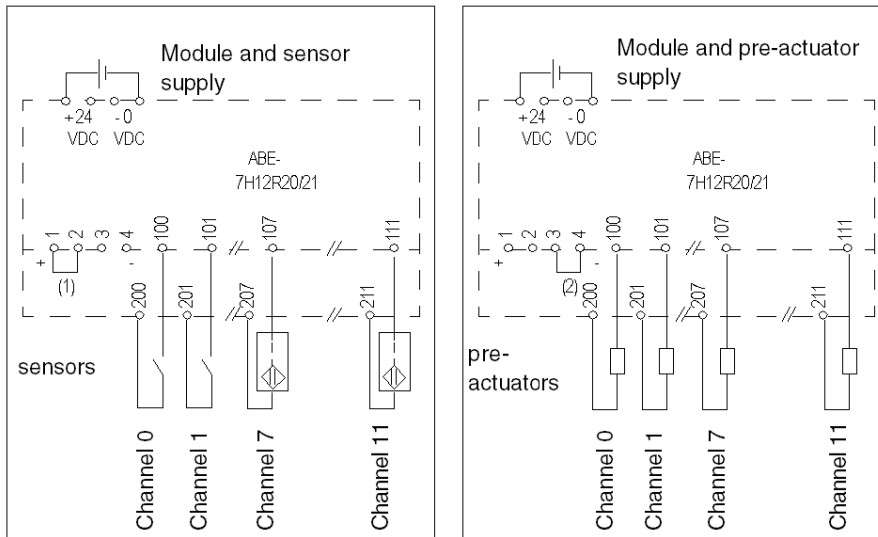 Module and sensor
supply
+24
VDC
-0
VDC
ABE-
7H12R20/21
1
2
3
4
100
101
107
111
+
-
(1)
200
201
207
211
sensors
Channel 0
Channel 1
Channel 7
Channel 11
Module and pre-actuator
supply
+24
VDC
-0
VDC
ABE-
7H12R20/21
1
2
3
4
100
101
107
111
+
-
(2)
200
201
207
211
pre-
actuators
Channel 0
Channel 1
Channel 7
Channel 11